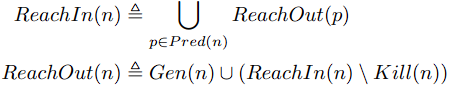 ReachIn(n) ≜ ⋃_{p∈Pred(n)} ReachOut(p)
ReachOut(n) ≜ Gen(n) ∪ (ReachIn(n) \ Kill(n))